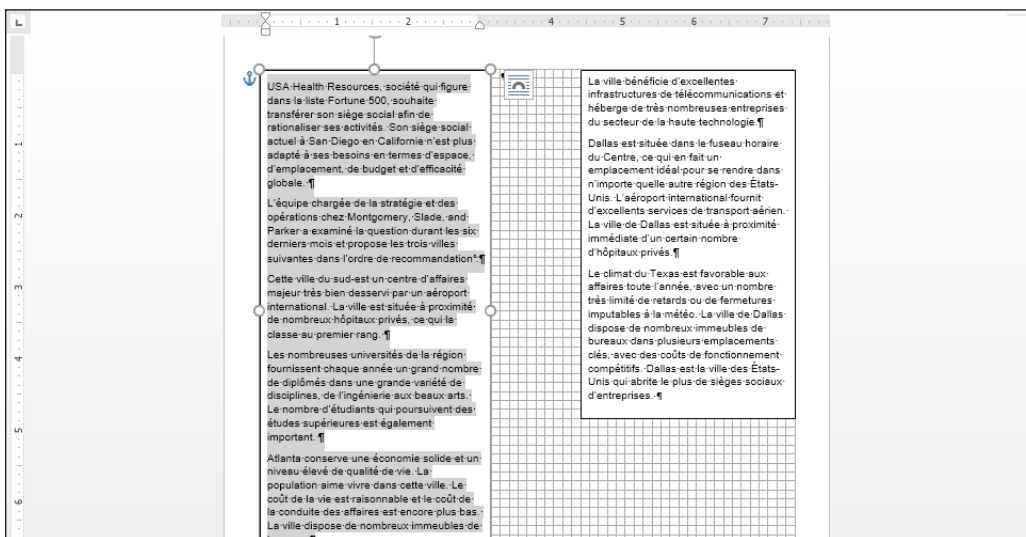 1 2 4 5 6 7
USA Health Resources, société qui figure
dans la liste Fortune 500, souhaite
transférer son siège social afin de
rationaliser ses activités. Son siège social
actuel à San Diego en Californie n'est plus
adapté à ses besoins en termes d'espace,
d'emplacement, de budget et d'efficacité
globale. ¶
L'équipe chargée de la stratégie et des
opérations chez Montgomery, Slade, and
Parker a examiné la question durant les six
derniers mois et propose les trois villes
suivantes dans l'ordre de recommandation°.¶
Cette ville du sud-est un centre d'affaires
majeur très bien desservi par un aéroport
international. La ville est située à proximité
de nombreux hôpitaux privés, ce qui la
classe au premier rang. ¶
Les nombreuses universités de la région
fournissent chaque année un grand nombre
de diplômés dans une grande variété de
disciplines, de l'ingénierie aux beaux arts.
Le nombre d'étudiants qui poursuivent des
études supérieures est également
important. ¶
Atlanta conserve une économie solide et un
niveau élevé de qualité de vie. La
population aime vivre dans cette ville. Le
coût de la vie est raisonnable et le coût de
la conduite des affaires est encore plus bas.
La ville dispose de nombreux immeubles de
La ville bénéficie d'excellentes
infrastructures de télécommunications et
héberge de très nombreuses entreprises
du secteur de la haute technologie.¶
Dallas est située dans le fuseau horaire
du Centre, ce qui en fait un
emplacement idéal pour se rendre dans
n'importe quelle autre région des États-
Unis. L'aéroport international fournit
d'excellents services de transport aérien.
La ville de Dallas est située à proximité
immédiate d'un certain nombre
d'hôpitaux privés.¶
Le climat du Texas est favorable aux
affaires toute l'année, avec un nombre
très limité de retards ou de fermetures
imputables à la météo. La ville de Dallas
dispose de nombreux immeubles de
bureaux dans plusieurs emplacements
clés, avec des coûts de fonctionnement
compétitifs. Dallas est la ville des États-
Unis qui abrite le plus de sièges sociaux
d'entreprises. ¶
1
2
3
4
5
6